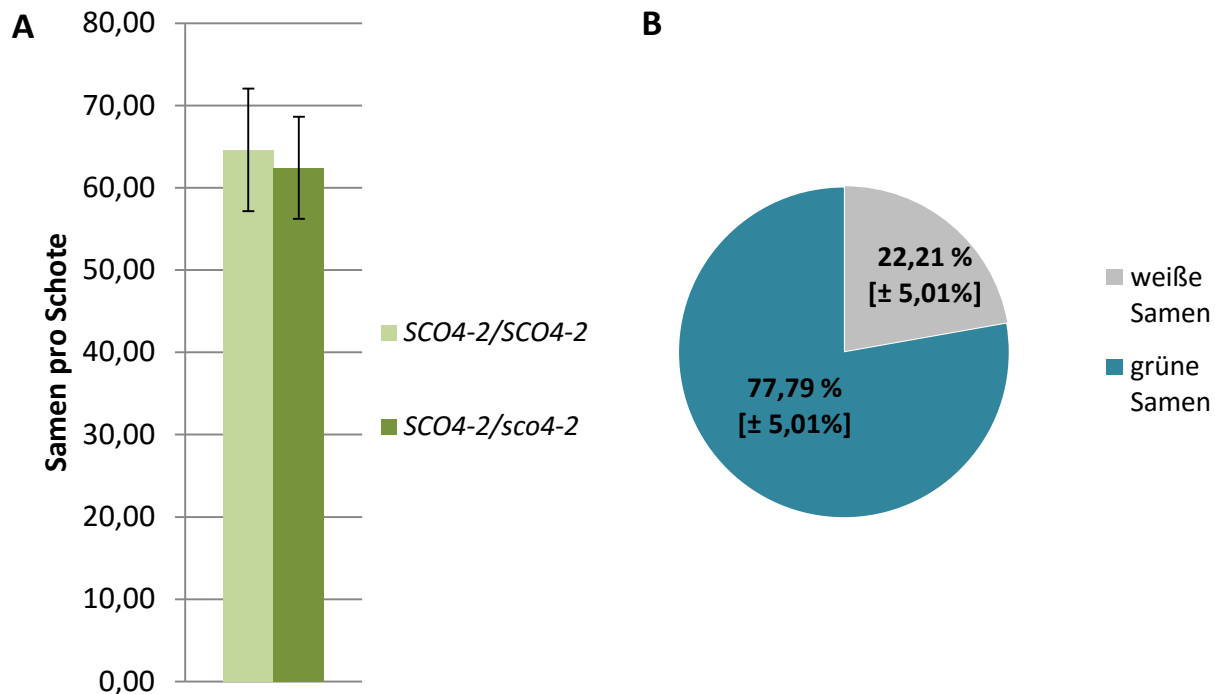 A
80,00
70,00
60,00
50,00
40,00
30,00
20,00
10,00
0,00
Samen pro Schote
SCO4-2/SCO4-2
SCO4-2/sco4-2
B
22,21 %
[± 5,01%]
77,79 %
[± 5,01%]
weiße
Samen
grüne
Samen